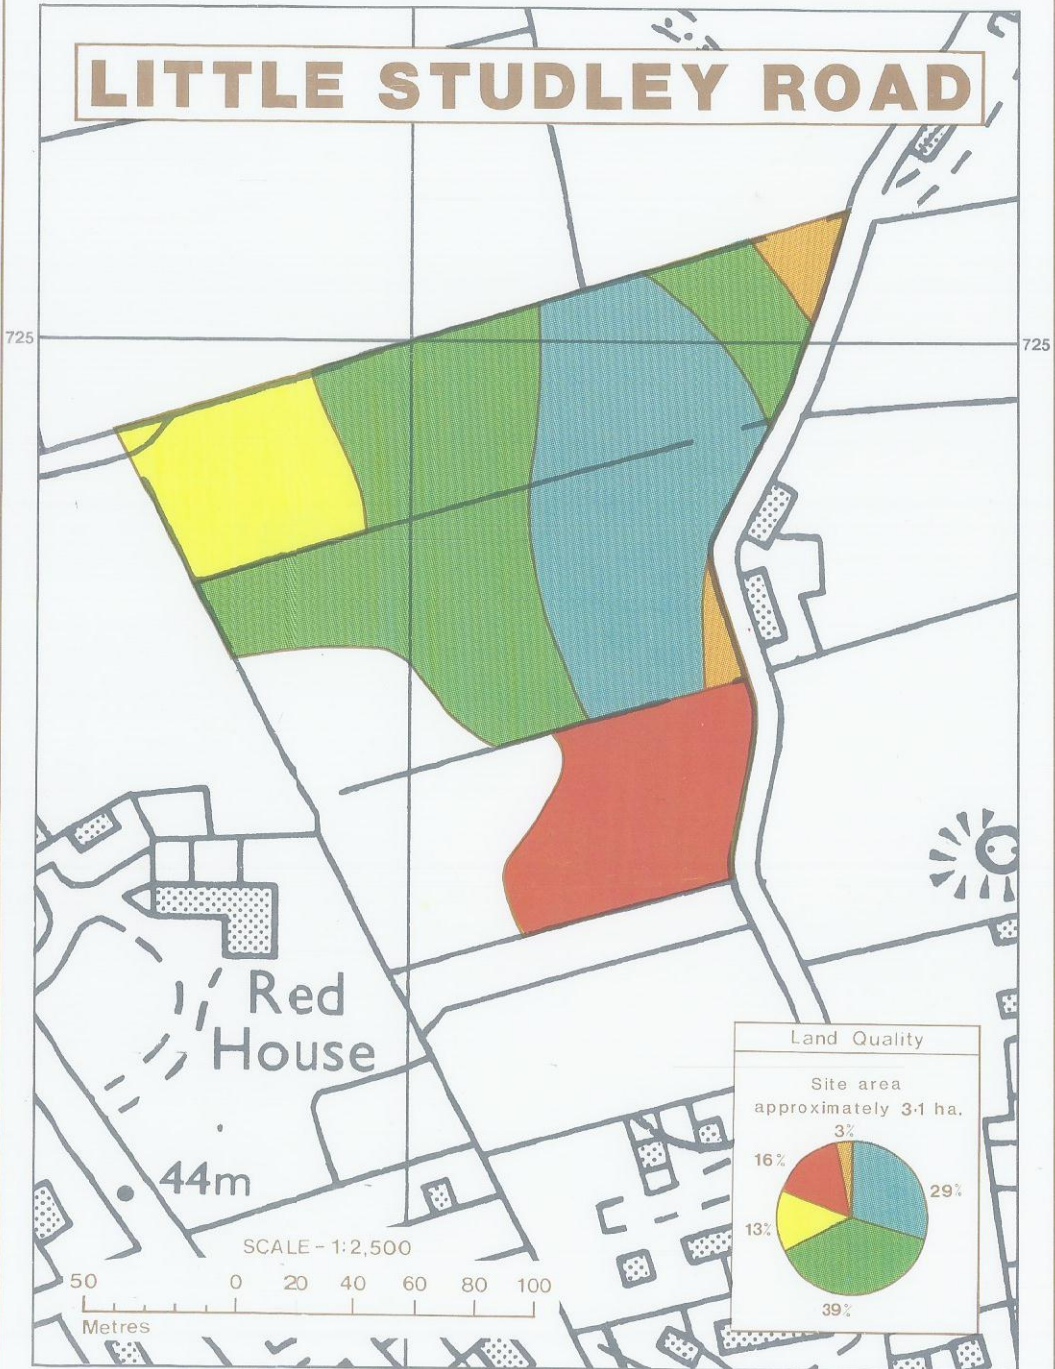 LITTLE STUDLEY ROAD
725
725
Red
House
44m
SCALE - 1:2,500
50 0 20 40 60 80 100
Metres
Land Quality
Site area
approximately 3·1 ha.
3%
16%
29%
13%
39%